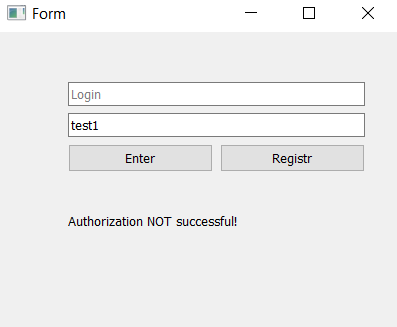 Form
Login
test1
Enter
Registr
Authorization NOT successful!